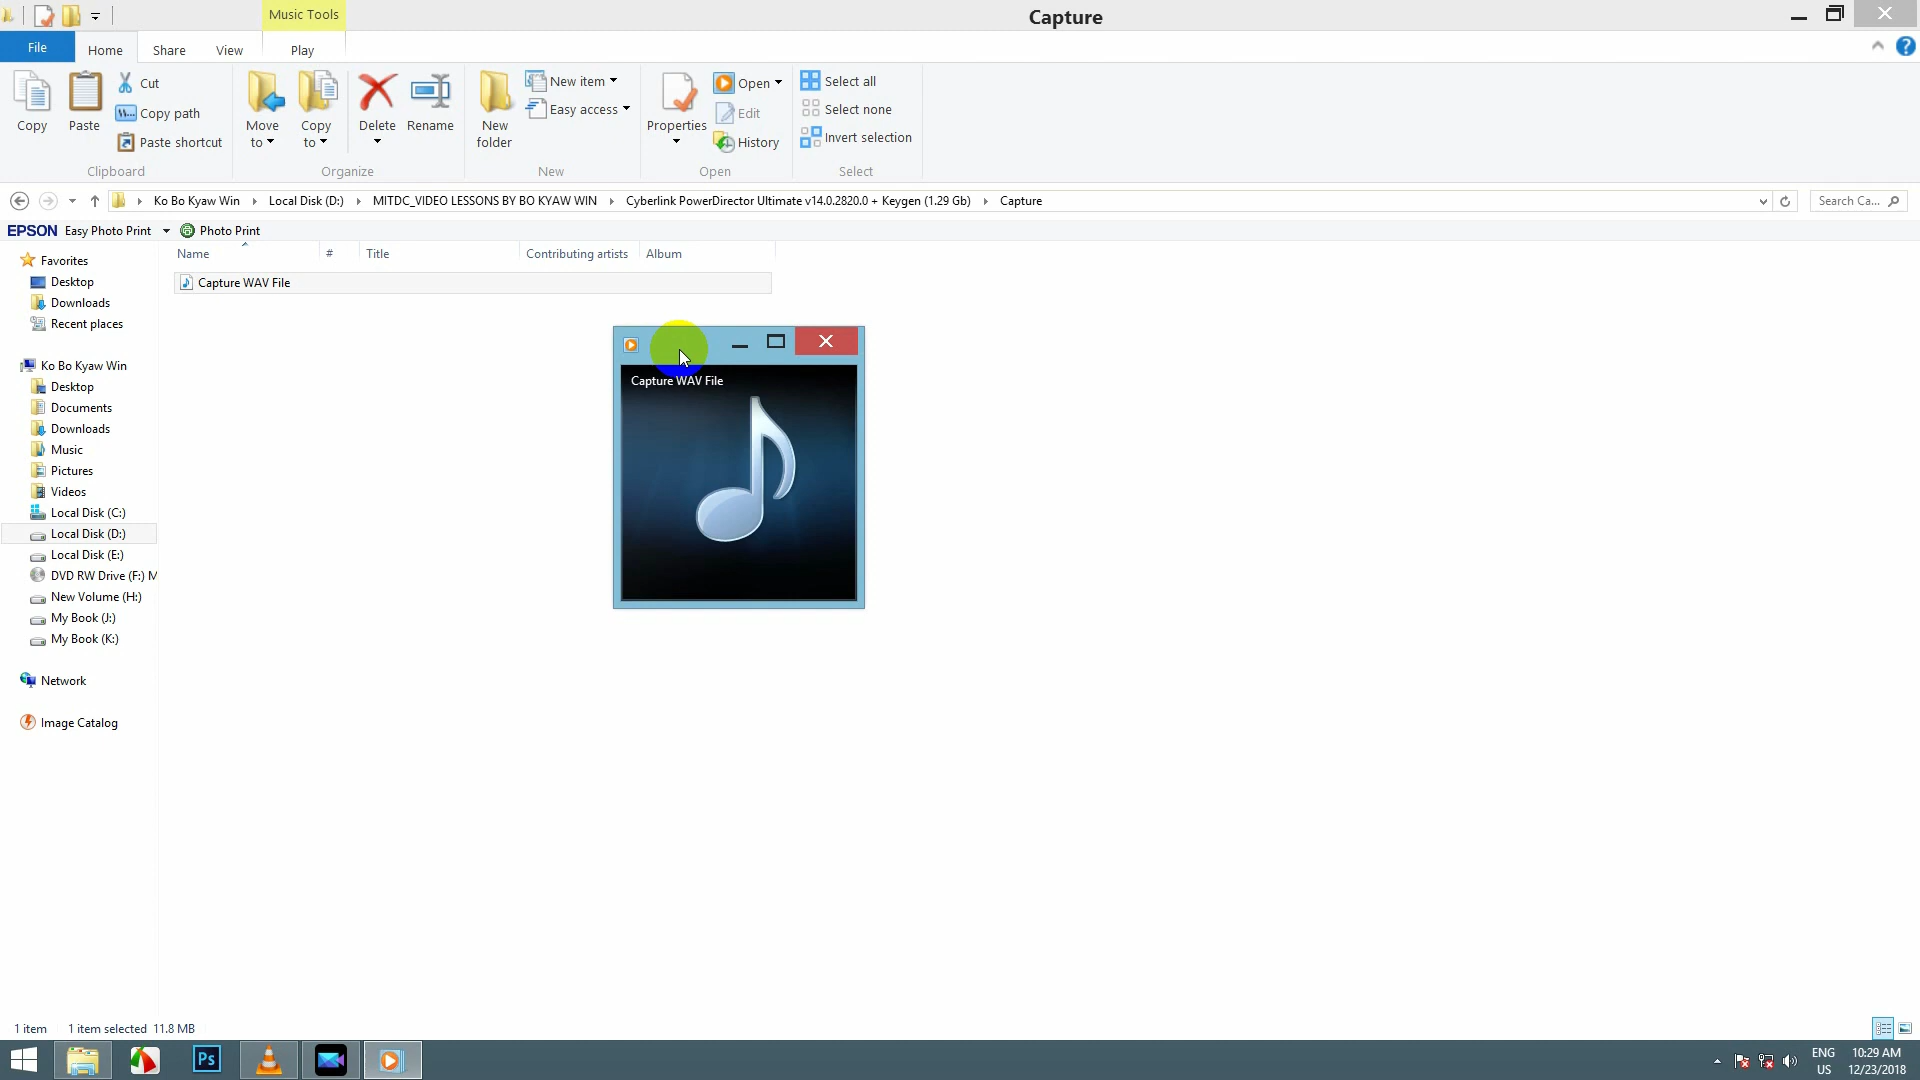 Music Tools
Capture
File
Home
Share
View
Play
Copy
Paste
Cut
Copy path
Paste shortcut
Clipboard
Move to
Copy to
Delete
Rename
Organize
New folder
New item
Easy access
New
Properties
Open
Edit
History
Open
Select all
Select none
Invert selection
Select
Ko Bo Kyaw Win
Local Disk (D:)
MITDC_VIDEO LESSONS BY BO KYAW WIN
Cyberlink PowerDirector Ultimate v14.0.2820.0 + Keygen (1.29 Gb)
Capture
Search Ca...
EPSON Easy Photo Print
Photo Print
Name
#
Title
Contributing artists
Album
Capture WAV File
Favorites
Desktop
Downloads
Recent places
Ko Bo Kyaw Win
Desktop
Documents
Downloads
Music
Pictures
Videos
Local Disk (C:)
Local Disk (D:)
Local Disk (E:)
DVD RW Drive (F:) M
New Volume (H:)
My Book (J:)
My Book (K:)
Network
Image Catalog
Capture WAV File
1 item
1 item selected 11.8 MB
Ps
ENG
US
10:29 AM
12/23/2018